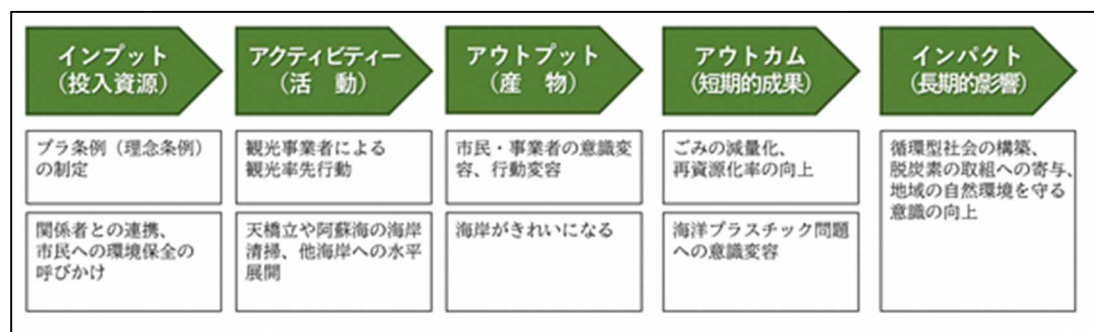 インプット
（投入資源）
アクティビティー
（活　動）
アウトプット
（産　物）
アウトカム
（短期的成果）
インパクト
（長期的影響）
プラ条例（理念条例）
の制定
観光事業者による
観光率先行動
市民・事業者の意識変
容、行動変容
ごみの減量化、
再資源化率の向上
循環型社会の構築、
脱炭素の取組への寄与、
地域の自然環境を守る
意識の向上
関係者との連携、
市民への環境保全の
呼びかけ
天橋立や阿蘇海の海岸
清掃、他海岸への水平
展開
海岸がきれいになる
海洋プラスチック問題
への意識変容